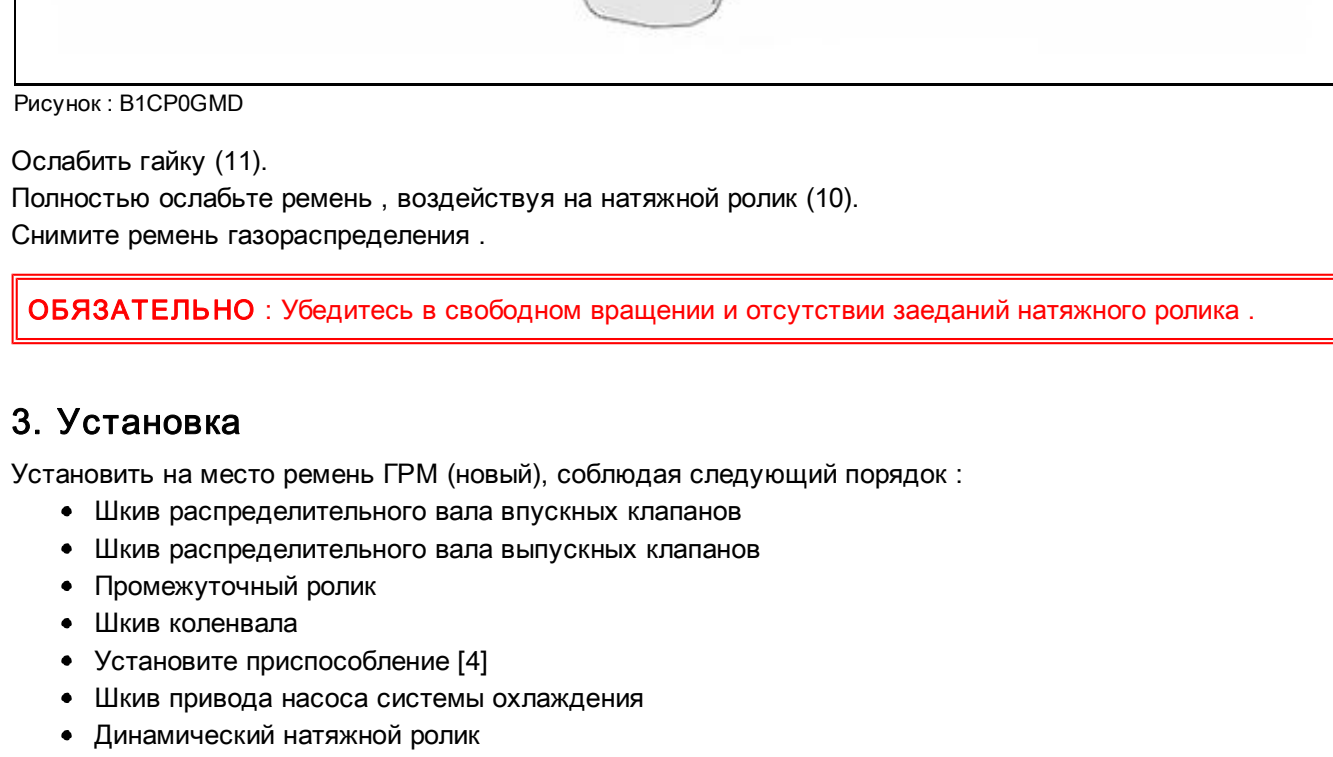 Рисунок : B1CP0GMD
Ослабить гайку (11).
Полностью ослабьте ремень , воздействуя на натяжной ролик (10).
Снимите ремень газораспределения .
ОБЯЗАТЕЛЬНО : Убедитесь в свободном вращении и отсутствии заеданий натяжного ролика .
3. Установка
Установить на место ремень ГРМ (новый), соблюдая следующий порядок :
• Шкив распределительного вала впускных клапанов
• Шкив распределительного вала выпускных клапанов
• Промежуточный ролик
• Шкив коленвала
• Установите приспособление [4]
• Шкив привода насоса системы охлаждения
• Динамический натяжной ролик